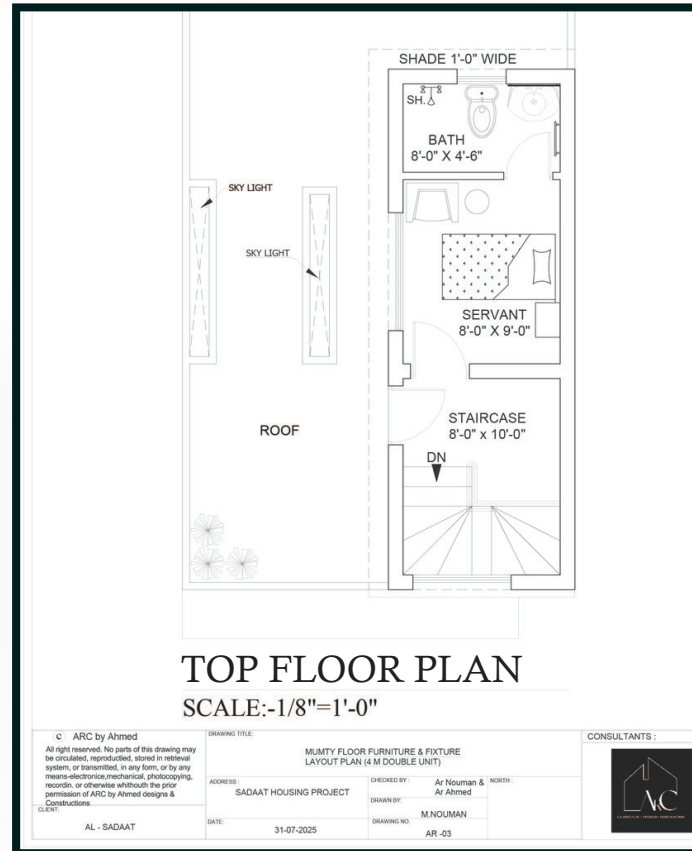 SHADE 1'-0" WIDE
SH.
BATH
8'-0" X 4'-6"
SKY LIGHT
SKY LIGHT
SERVANT
8'-0" X 9'-0"
ROOF
STAIRCASE
8'-0" x 10'-0"
DN
TOP FLOOR PLAN
SCALE:-1/8"=1'-0"
C ARC by Ahmed
All right reserved. No parts of this drawing may
be circulated, reproductied, stored in retrieval
system, or transmitted, in any form, or by any
means-electronice,mechanical, photocopying,
recordin. or otherwise whithouth the prior
permission of ARC by Ahmed designs &
Constructions
CLIENT:
AL - SADAAT
DRAWING TITLE:
MUMTY FLOOR FURNITURE & FIXTURE
LAYOUT PLAN (4 M DOUBLE UNIT)
ADDRESS :
SADAAT HOUSING PROJECT
DATE:
31-07-2025
CHECKED BY :
Ar Nouman &
Ar Ahmed
DRAWN BY:
M.NOUMAN
DRAWING NO.
AR -03
NORTH :
CONSULTANTS :
ARC